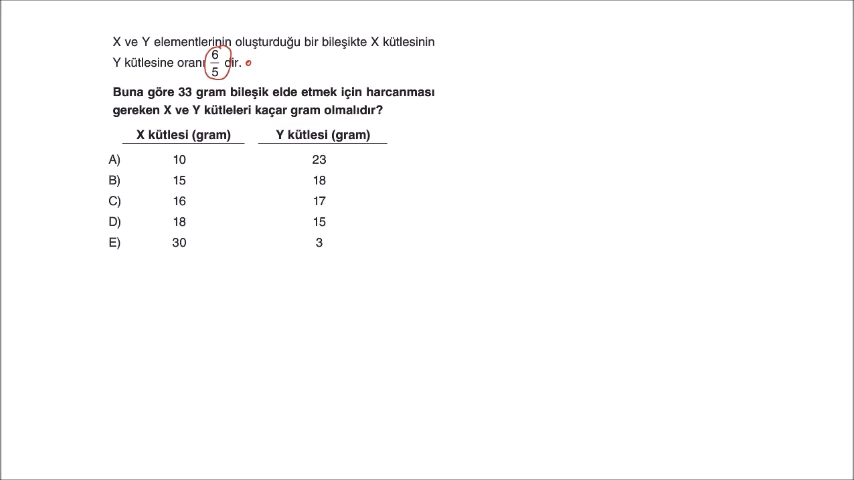 X ve Y elementlerinin oluşturduğu bir bileşikte X kütlesinin
Y kütlesine oranı 6/5 dir.
Buna göre 33 gram bileşik elde etmek için harcanması
gereken X ve Y kütleleri kaçar gram olmalıdır?
X kütlesi (gram) Y kütlesi (gram)
A) 10 23
B) 15 18
C) 16 17
D) 18 15
E) 30 3